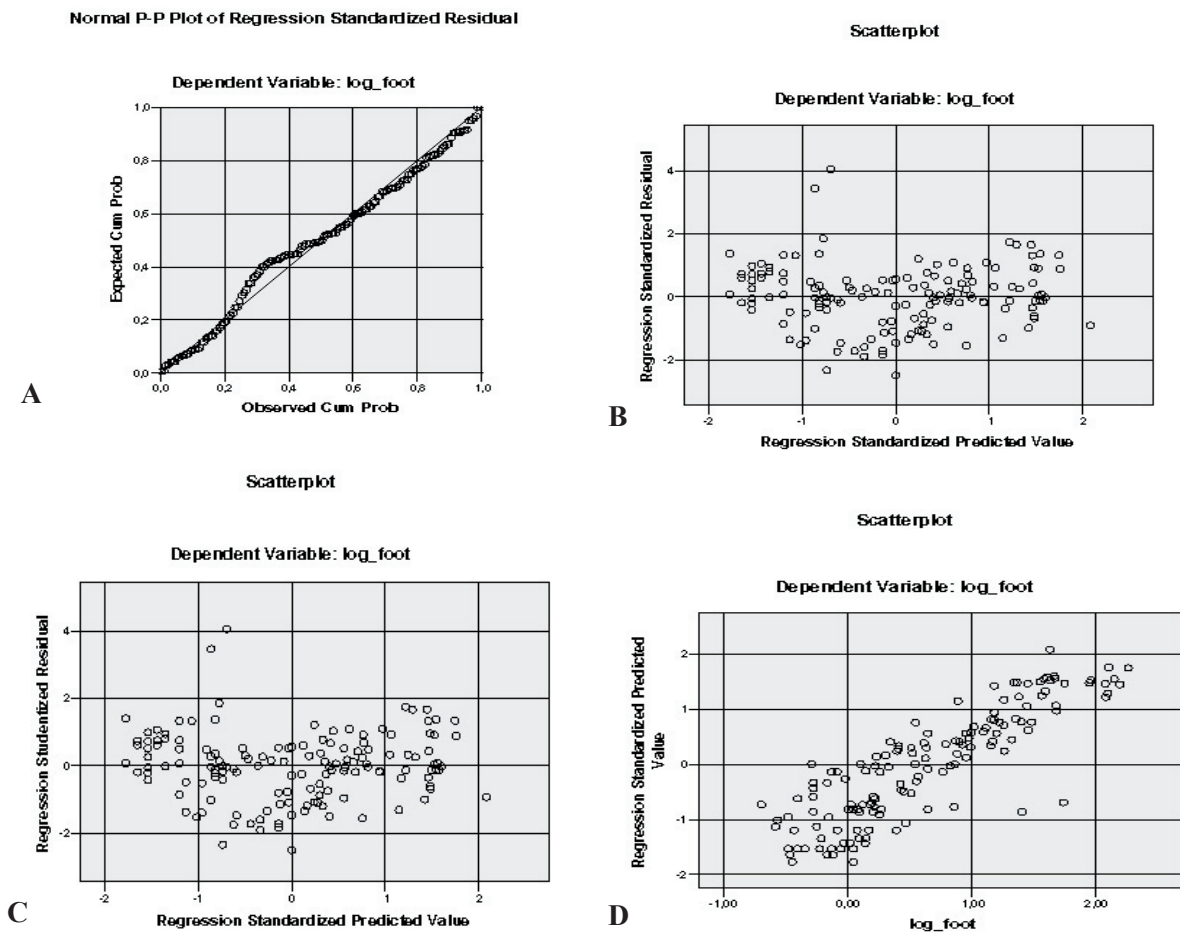 Normal P-P Plot of Regression Standardized Residual
Dependent Variable: log_foot
1,0
0,8
0,6
0,4
0,2
0,0
0,0 0,2 0,4 0,6 0,8 1,0
Expected Cum Prob
Observed Cum Prob
A
Scatterplot
Dependent Variable: log_foot
4
2
0
-2
-2 -1 0 1 2
Regression Standardized Residual
Regression Standardized Predicted Value
B
Scatterplot
Dependent Variable: log_foot
4
2
0
-2
-2 -1 0 1 2
Regression Studentized Residual
Regression Standardized Predicted Value
C
Scatterplot
Dependent Variable: log_foot
2
1
0
-1
-2
-1,00 0,00 1,00 2,00
Regression Standardized Predicted
Value
log_foot
D